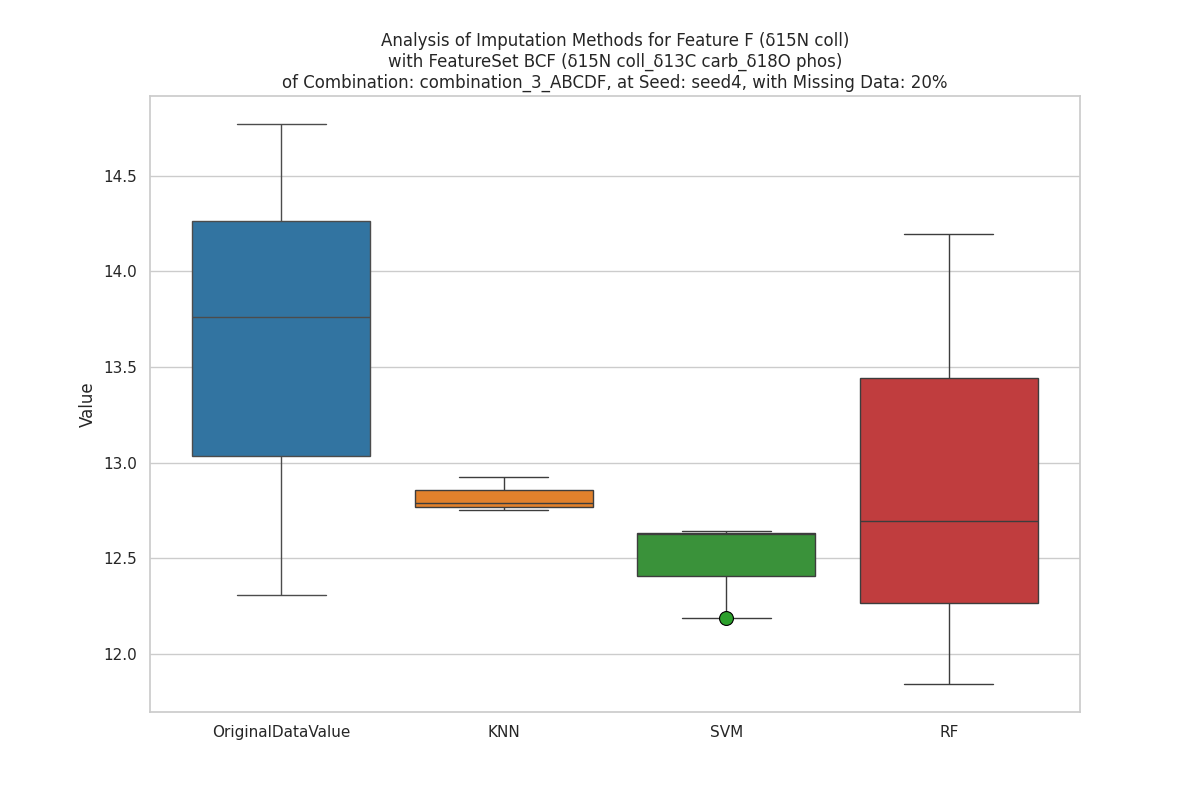 Analysis of Imputation Methods for Feature F (δ15N coll)
with FeatureSet BCF (δ15N coll_δ13C carb_δ18O phos)
of Combination: combination_3_ABCDF, at Seed: seed4, with Missing Data: 20%
14.5
14.0
13.5
13.0
12.5
12.0
Value
OriginalDataValue
KNN
SVM
RF